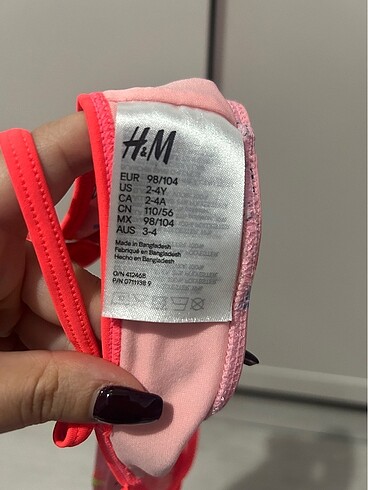 H&M
EUR 98/104
US 2-4Y
CA 2-4A
CN 110/56
MX 98/104
AUS 3-4
Made in Bangladesh
Fabriqué en Bangladesh
Hecho en Bangladesh
O/N 412468
P/N 0711938 9